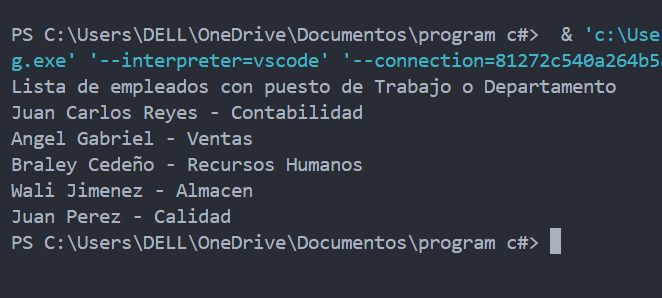 PS C:\Users\DELL\OneDrive\Documentos\program c#>  & 'c:\Use
g.exe' '--interpreter=vscode' '--connection=81272c540a264b5a
Lista de empleados con puesto de Trabajo o Departamento
Juan Carlos Reyes - Contabilidad
Angel Gabriel - Ventas
Braley Cedeño - Recursos Humanos
Wali Jimenez - Almacen
Juan Perez - Calidad
PS C:\Users\DELL\OneDrive\Documentos\program c#>